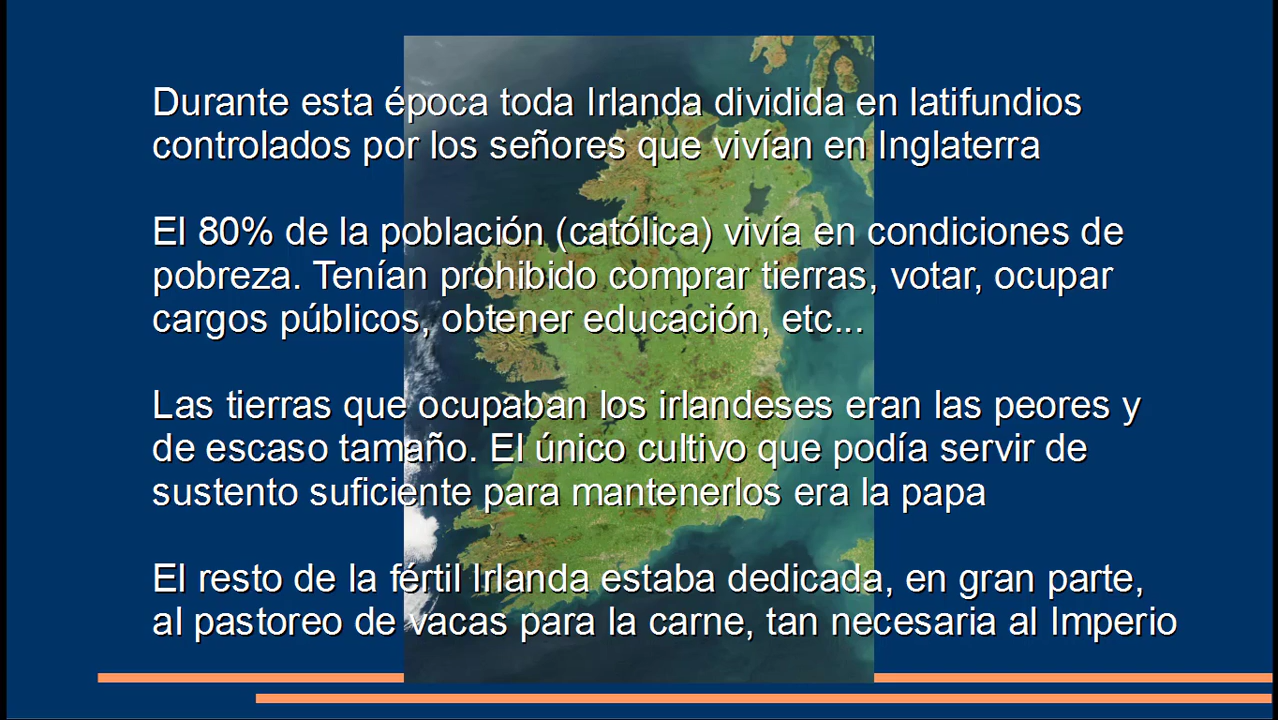 Durante esta época toda Irlanda dividida en latifundios
controlados por los señores que vivían en Inglaterra
El 80% de la población (católica) vivía en condiciones de
pobreza. Tenían prohibido comprar tierras, votar, ocupar
cargos públicos, obtener educación, etc...
Las tierras que ocupaban los irlandeses eran las peores y
de escaso tamaño. El único cultivo que podía servir de
sustento suficiente para mantenerlos era la papa
El resto de la fértil Irlanda estaba dedicada, en gran parte,
al pastoreo de vacas para la carne, tan necesaria al Imperio